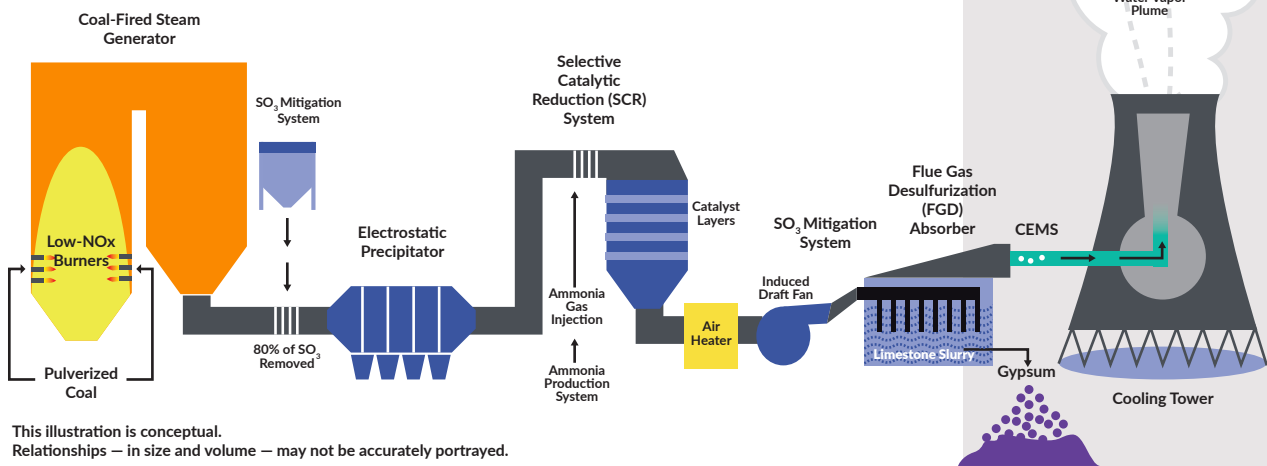 Coal-Fired Steam
Generator
SO3 Mitigation
System
Low-NOx
Burners
Pulverized
Coal
80% of SO3
Removed
Electrostatic
Precipitator
Selective
Catalytic
Reduction (SCR)
System
Catalyst
Layers
Ammonia
Gas
Injection
Ammonia
Production
System
Air
Heater
Induced
Draft Fan
SO3 Mitigation
System
Flue Gas
Desulfurization
(FGD)
Absorber
Limestone Slurry
CEMS
Gypsum
Water Vapor
Plume
Cooling Tower
This illustration is conceptual.
Relationships — in size and volume — may not be accurately portrayed.